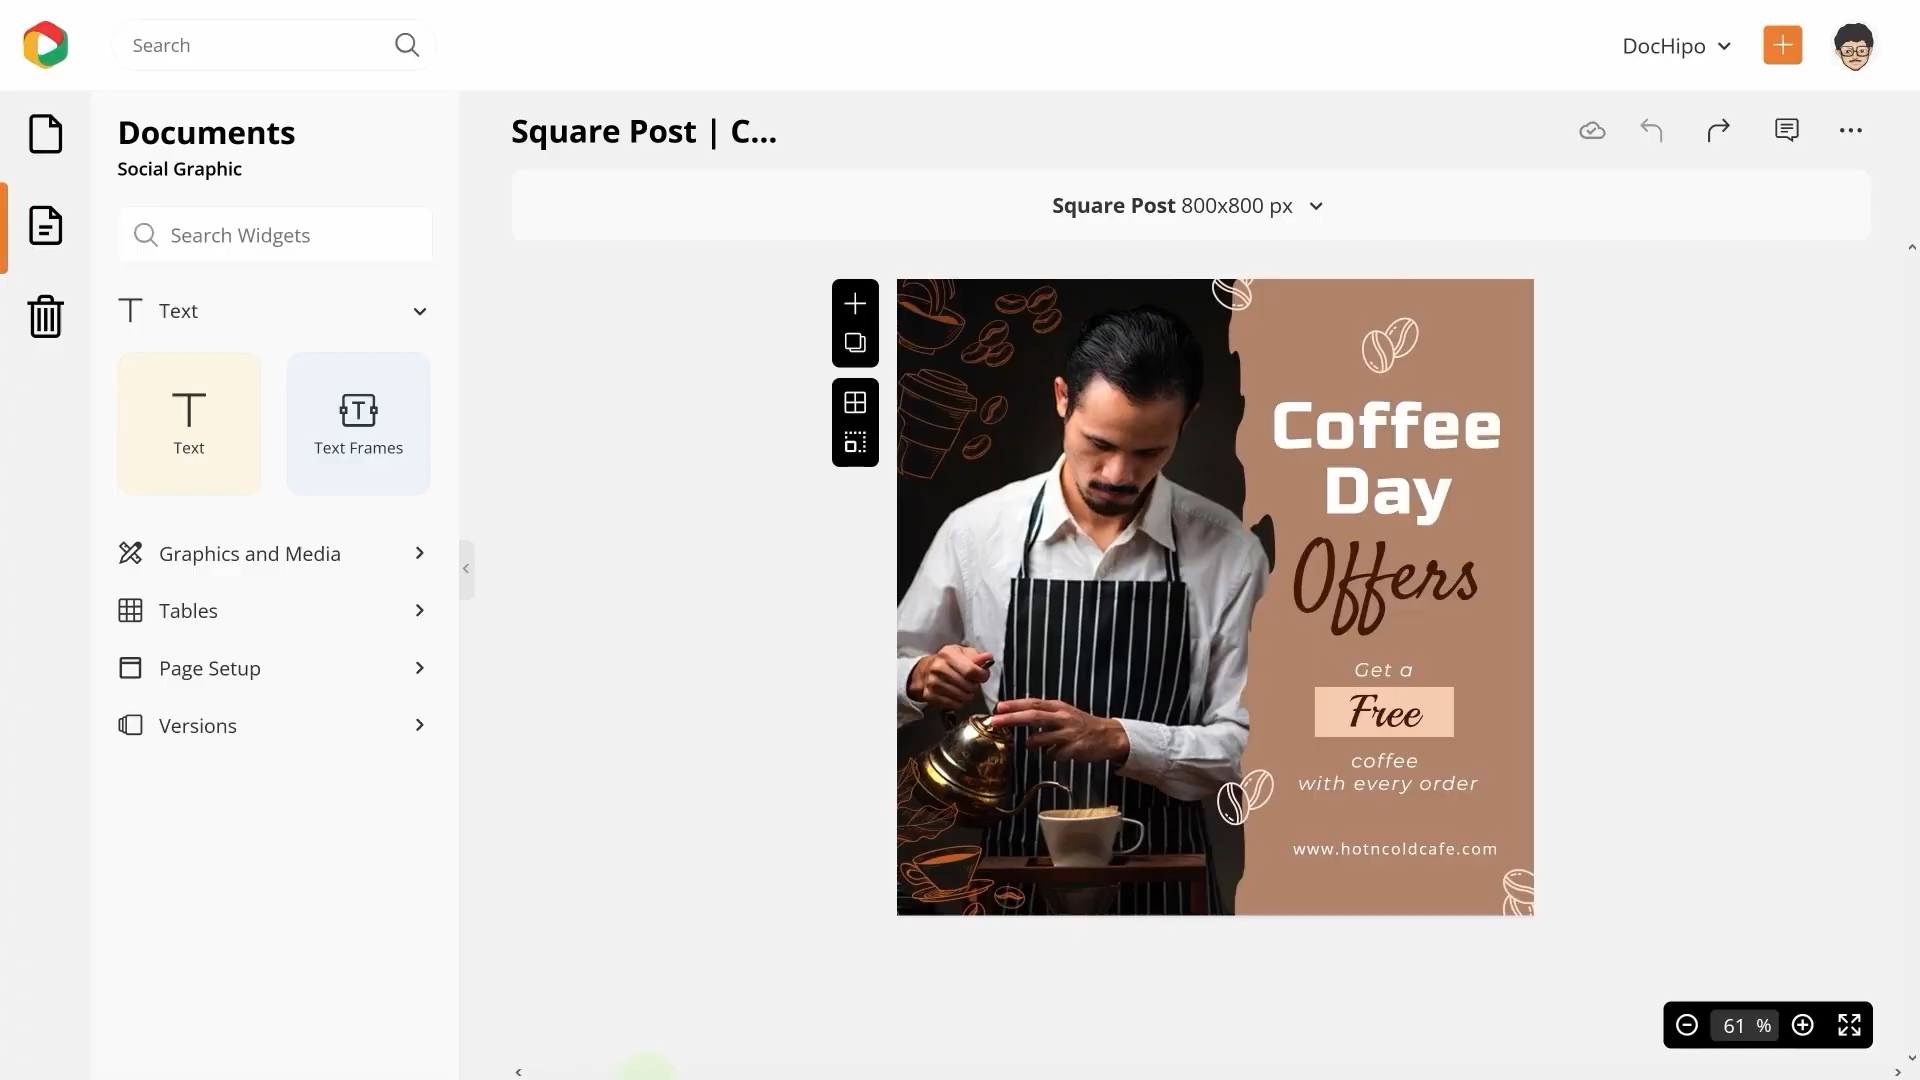 Search
DocHipo
Documents
Social Graphic
Search Widgets
Text
Text
Text Frames
Graphics and Media
Tables
Page Setup
Versions
Square Post | C...
Square Post 800x800 px
Coffee
Day
Offers
Get a
Free
coffee
with every order
www.hotncoldcafe.com
61 %